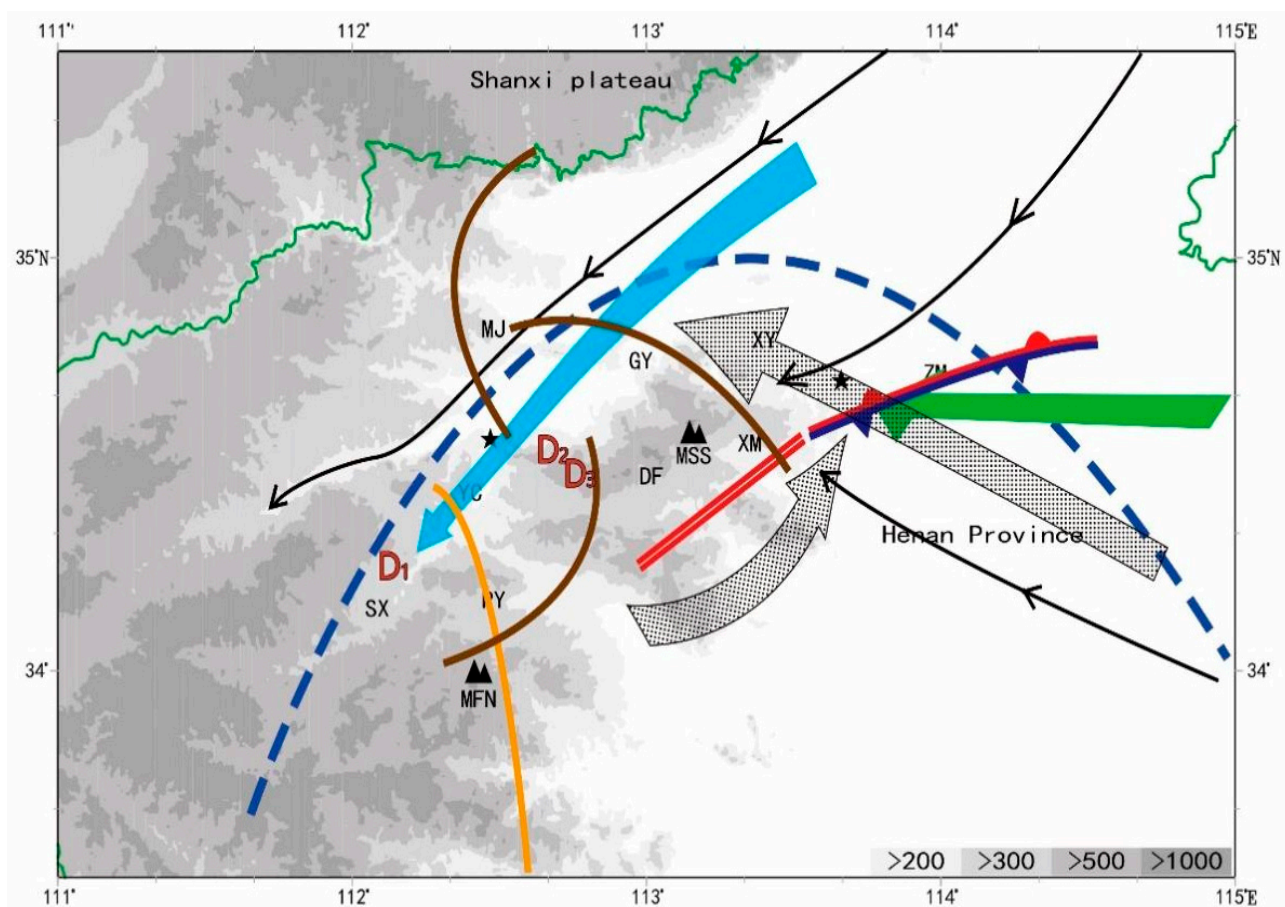 111° 112° 113° 114° 115°E
Shanxi plateau
35°N 35°N
MJ XY
GY ZM
D₂ XM
D₃ MSS
DF
YC
Henan Province
D₁
SX PY
34° 34°
MFN
>200 >300 >500 >1000
111° 112° 113° 114° 115°